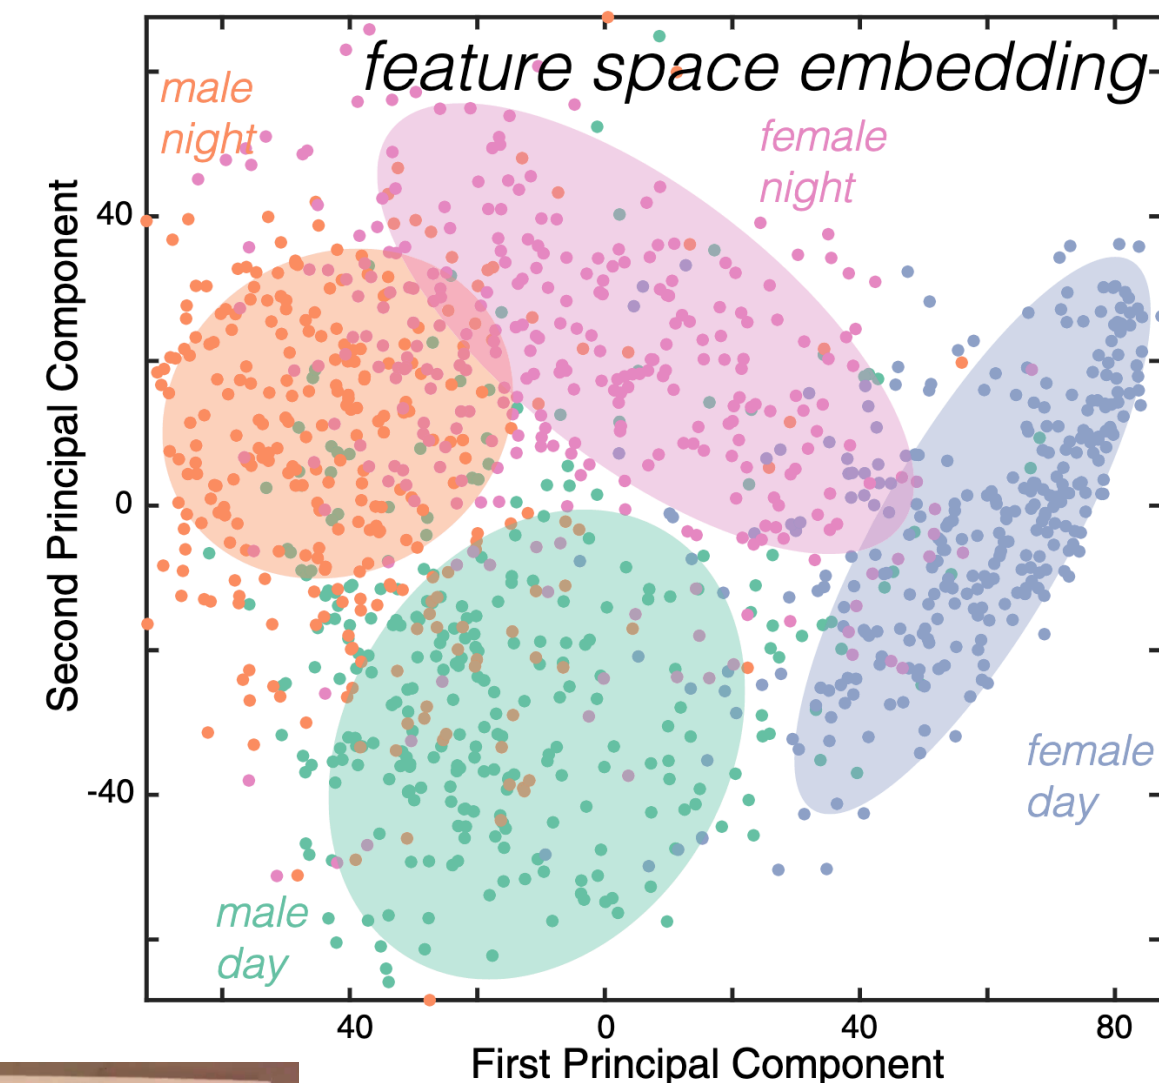 feature space embedding
male
night
female
night
40
Second Principal Component
0
-40
female
day
male
day
40
0
40
80
First Principal Component